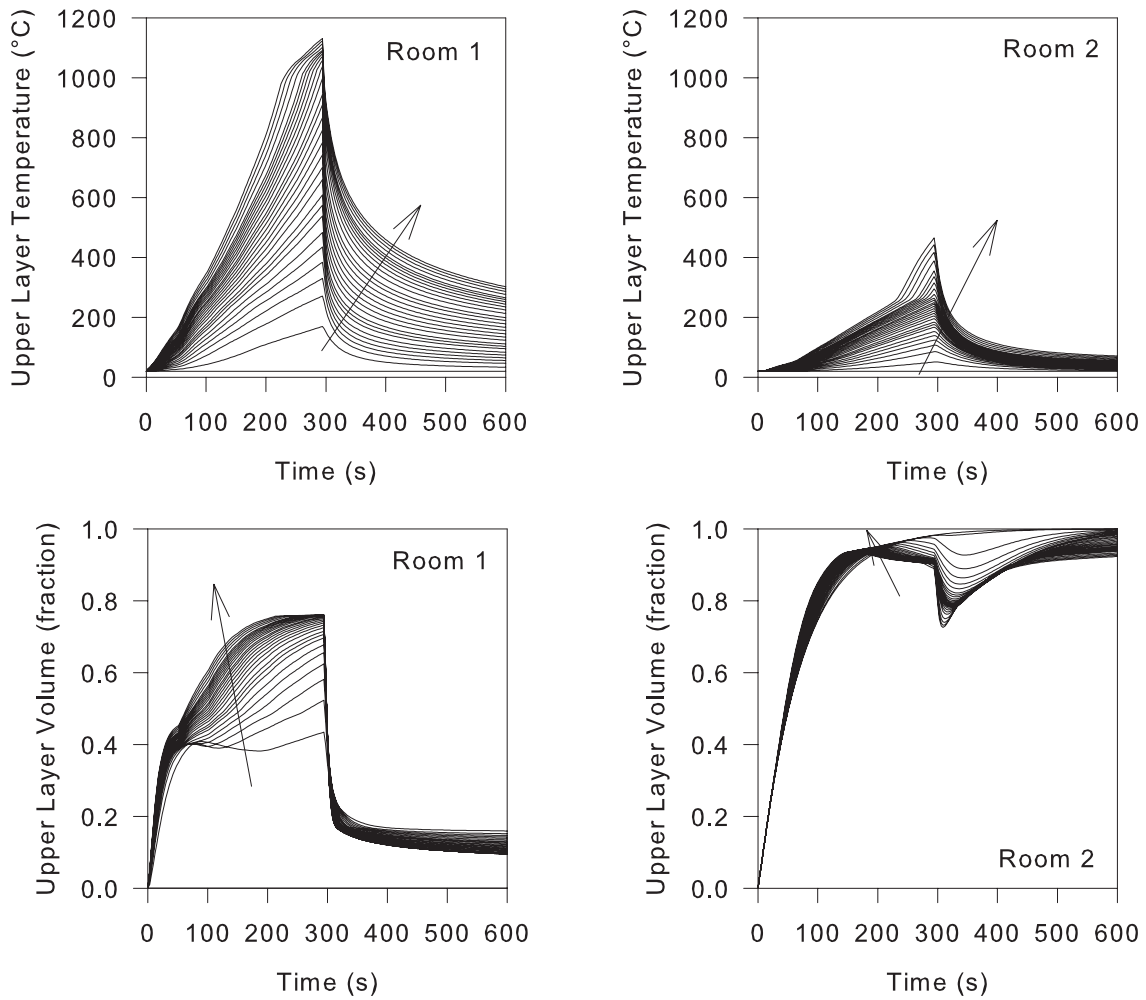 Upper Layer Temperature (°C)
1200
1000
800
600
400
200
0
Room 1
0 100 200 300 400 500 600
Time (s)
Upper Layer Temperature (°C)
1200
1000
800
600
400
200
0
Room 2
0 100 200 300 400 500 600
Time (s)
Upper Layer Volume (fraction)
1.0
0.8
0.6
0.4
0.2
0.0
Room 1
0 100 200 300 400 500 600
Time (s)
Upper Layer Volume (fraction)
1.0
0.8
0.6
0.4
0.2
0.0
Room 2
0 100 200 300 400 500 600
Time (s)